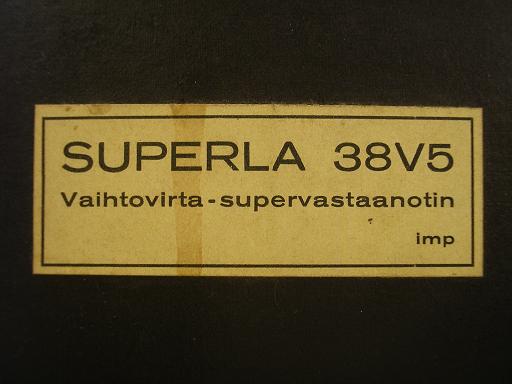 SUPERLA 38V5
Vaihtovirta-supervastaanotin
imp